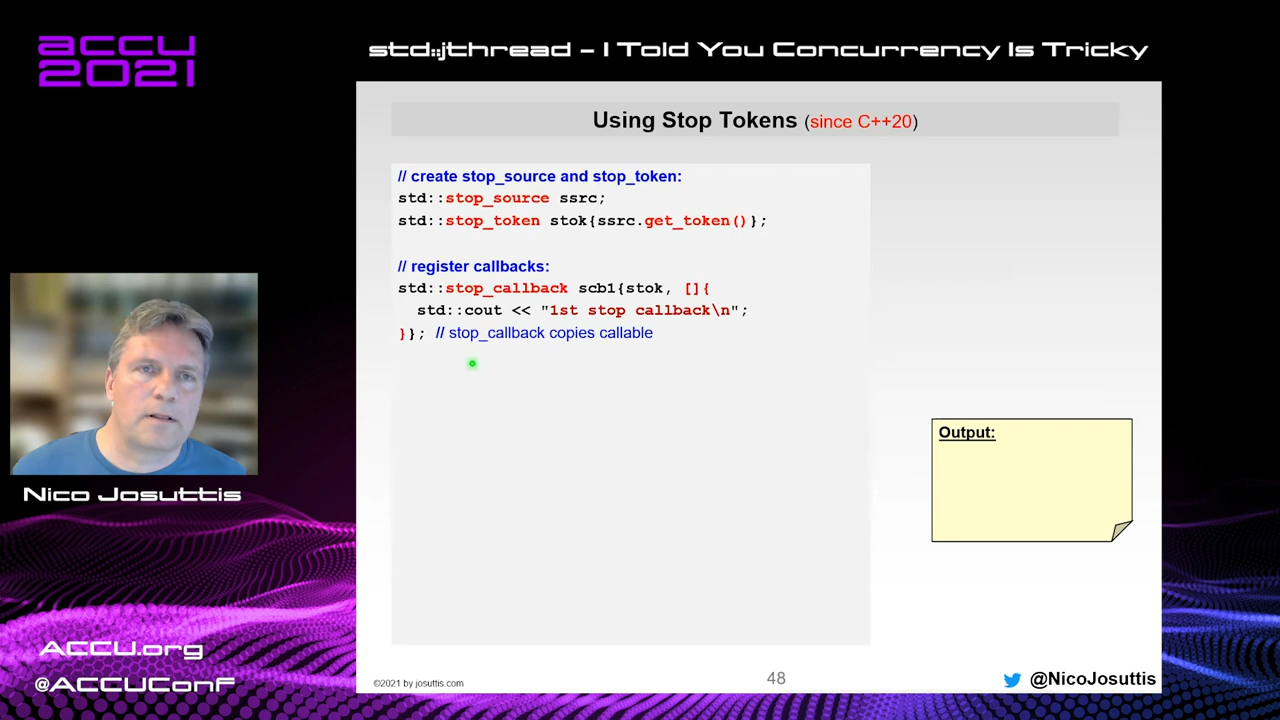 accu
2021
std::jthread – I Told You Concurrency Is Tricky
Using Stop Tokens (since C++20)
// create stop_source and stop_token:
std::stop_source ssrc;
std::stop_token stok{ssrc.get_token()};
// register callbacks:
std::stop_callback scb1{stok, []{
std::cout << "1st stop callback\n";
}}; // stop_callback copies callable
Output:
Nico Josuttis
ACCU.org
@ACCUConf
©2021 by josuttis.com
48
@NicoJosuttis